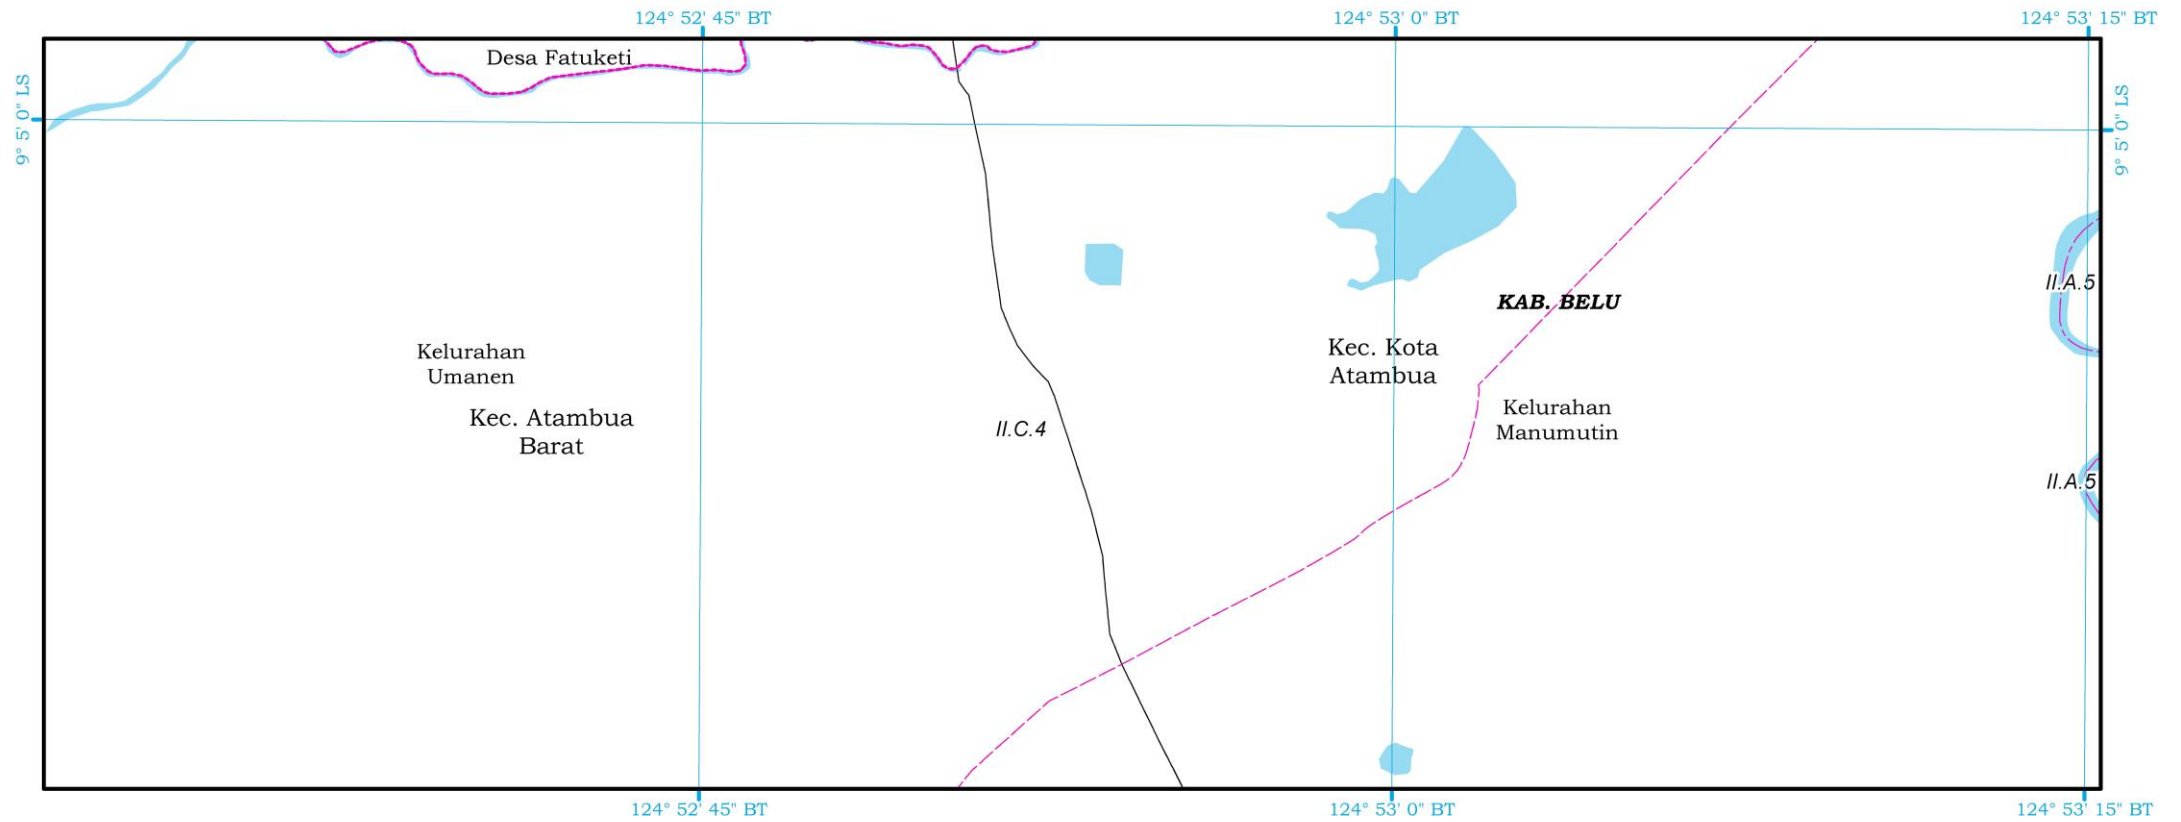 124° 52' 45" BT
124° 53' 0" BT
124° 53' 15" BT
9° 5' 0" LS
9° 5' 0" LS
Desa Fatuketi
II.A.5
KAB. BELU
Kelurahan
Umanen
Kec. Kota
Atambua
Kec. Atambua
Barat
II.C.4
Kelurahan
Manumutin
II.A.5
124° 52' 45" BT
124° 53' 0" BT
124° 53' 15" BT